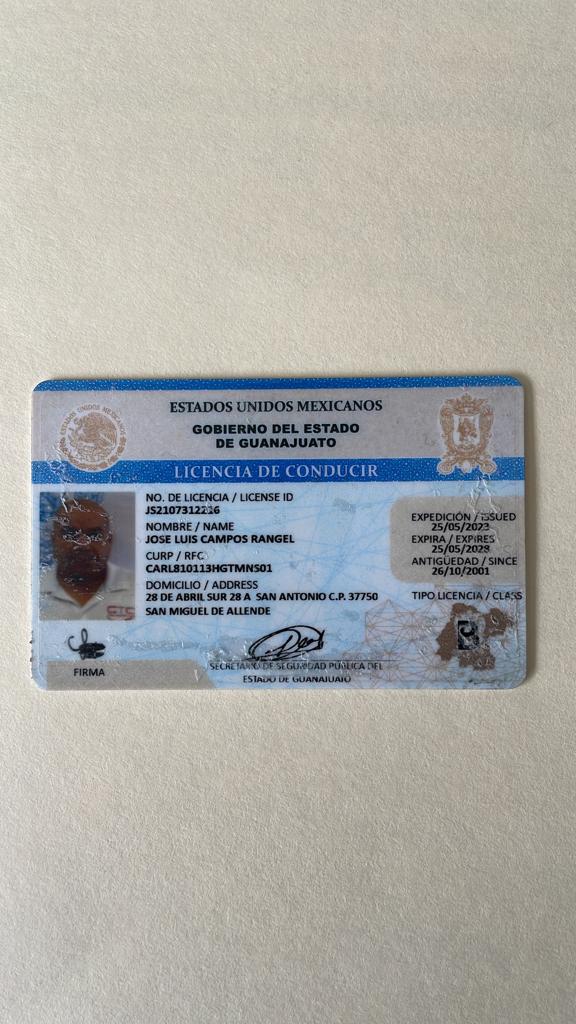 ESTADOS UNIDOS MEXICANOS
GOBIERNO DEL ESTADO
DE GUANAJUATO
ESTADOS UNIDOS MEXICANOS
LICENCIA DE CONDUCIR
NO. DE LICENCIA / LICENSE ID
NOMBRE / NAME
JOSE LUIS CAMPOS RANGEL
CURP / RFC
CARL810113HGTMNS01
DOMICILIO / ADDRESS
28 DE ABRIL SUR 28 A SAN ANTONIO C.P. 37750
SAN MIGUEL DE ALLENDE
EXPEDICIÓN / ISSUED
25/05/2023
EXPIRA / EXPIRES
25/05/2028
ANTIGÜEDAD / SINCE
26/10/2001
TIPO LICENCIA / CLASS
FIRMA
SECRETARÍA DE SEGURIDAD PÚBLICA DEL
ESTADO DE GUANAJUATO